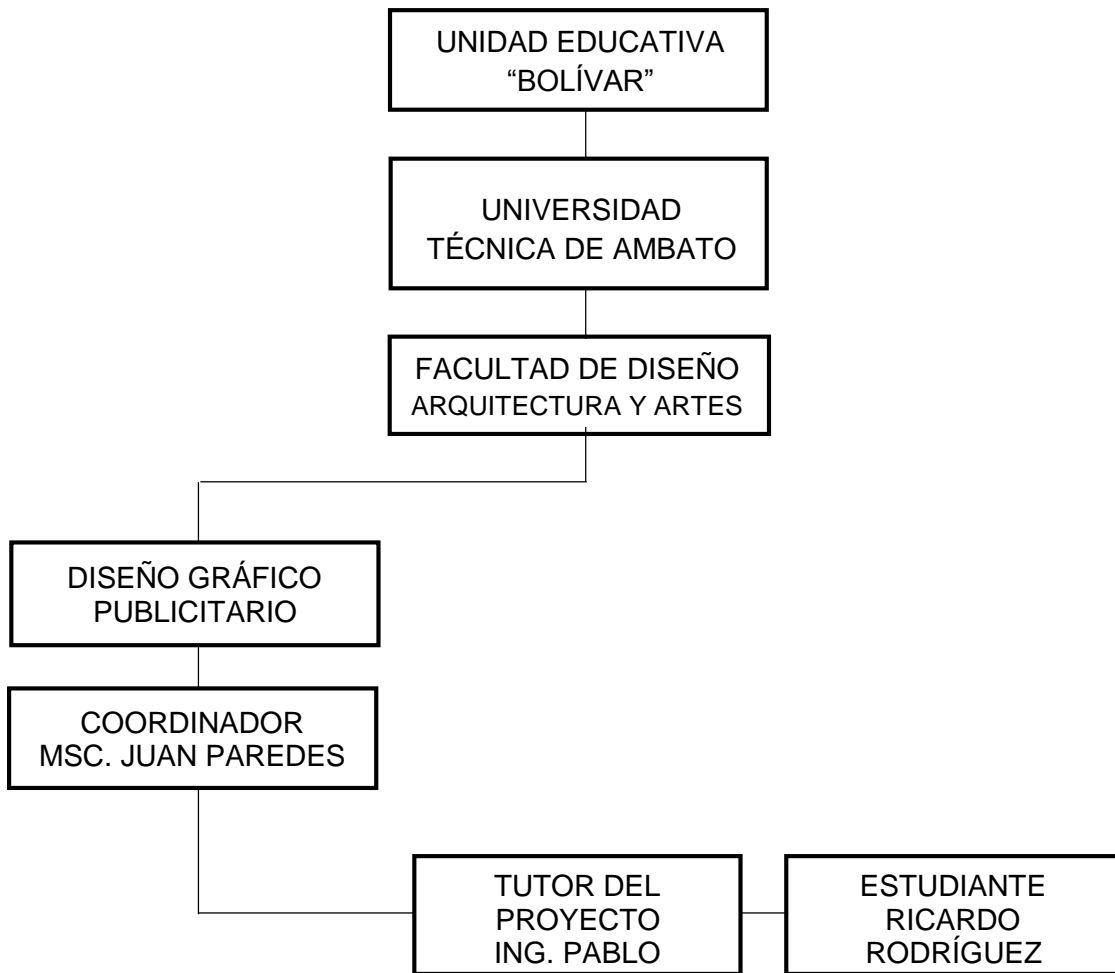 UNIDAD EDUCATIVA
“BOLÍVAR”
UNIVERSIDAD
TÉCNICA DE AMBATO
FACULTAD DE DISEÑO
ARQUITECTURA Y ARTES
DISEÑO GRÁFICO
PUBLICITARIO
COORDINADOR
MSC. JUAN PAREDES
TUTOR DEL
PROYECTO
ING. PABLO
ESTUDIANTE
RICARDO
RODRÍGUEZ